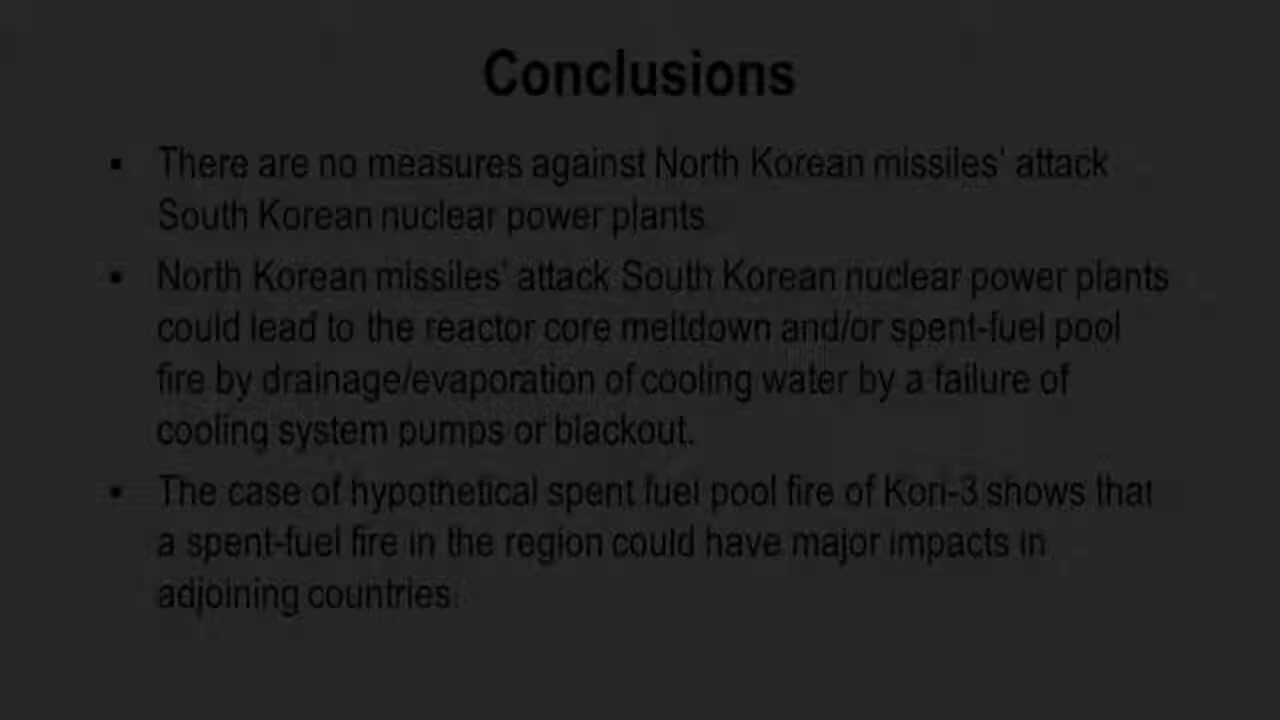 Conclusions
▪ There are no measures against North Korean missiles' attack
South Korean nuclear power plants.
▪ North Korean missiles' attack South Korean nuclear power plants
could lead to the reactor core meltdown and/or spent-fuel pool
fire by drainage/evaporation of cooling water by a failure of
cooling system pumps or blackout.
▪ The case of hypothetical spent fuel pool fire of Kori-3 shows that
a spent-fuel fire in the region could have major impacts in
adjoining countries.